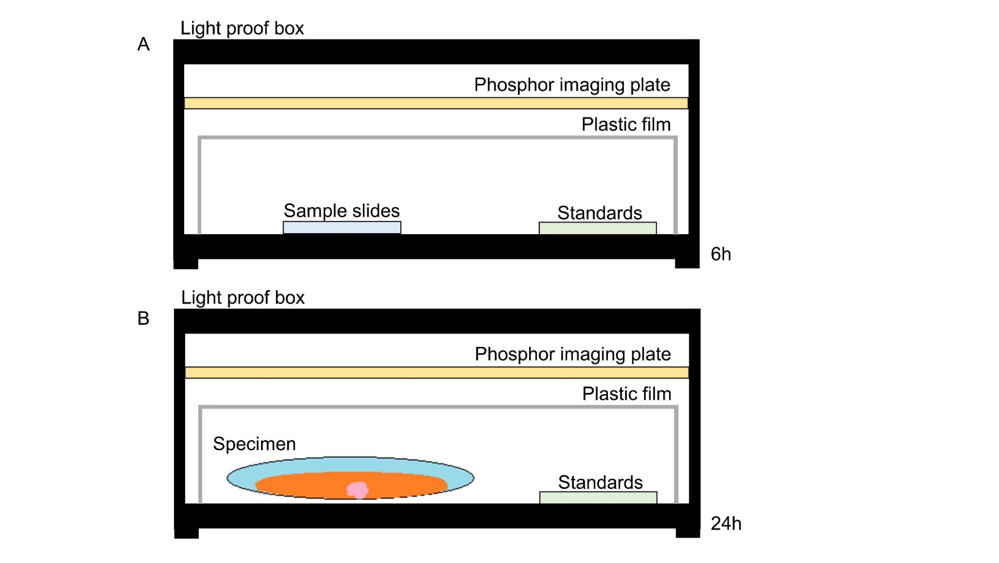 Light proof box
A
Phosphor imaging plate
Plastic film
Sample slides
Standards
6h
Light proof box
B
Phosphor imaging plate
Plastic film
Specimen
Standards
24h